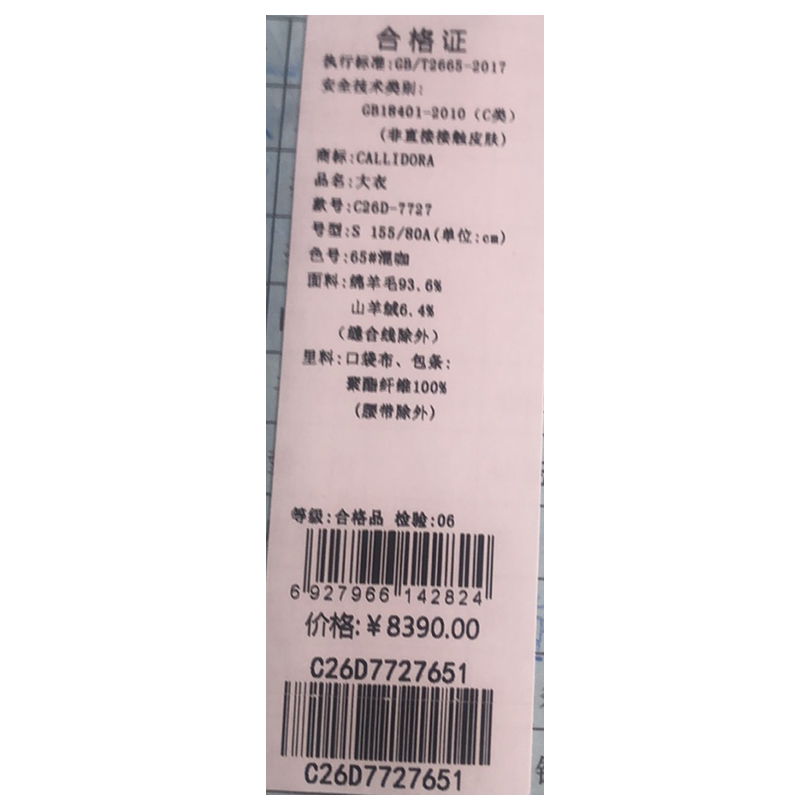 合格证
执行标准:GB/T2665-2017
安全技术类别:
GB18401-2010（C类）
（非直接接触皮肤）
商标:CALLIDORA
品名:大衣
款号:C26D-7727
号型:S 155/80A(单位:cm)
色号:65#混咖
面料:绵羊毛93.6%
山羊绒6.4%
（缝合线除外）
里料:口袋布、包条:
聚酯纤维100%
（腰带除外）
等级:合格品 检验:06
6 927966 142824
价格:￥8390.00
C26D7727651
C26D7727651